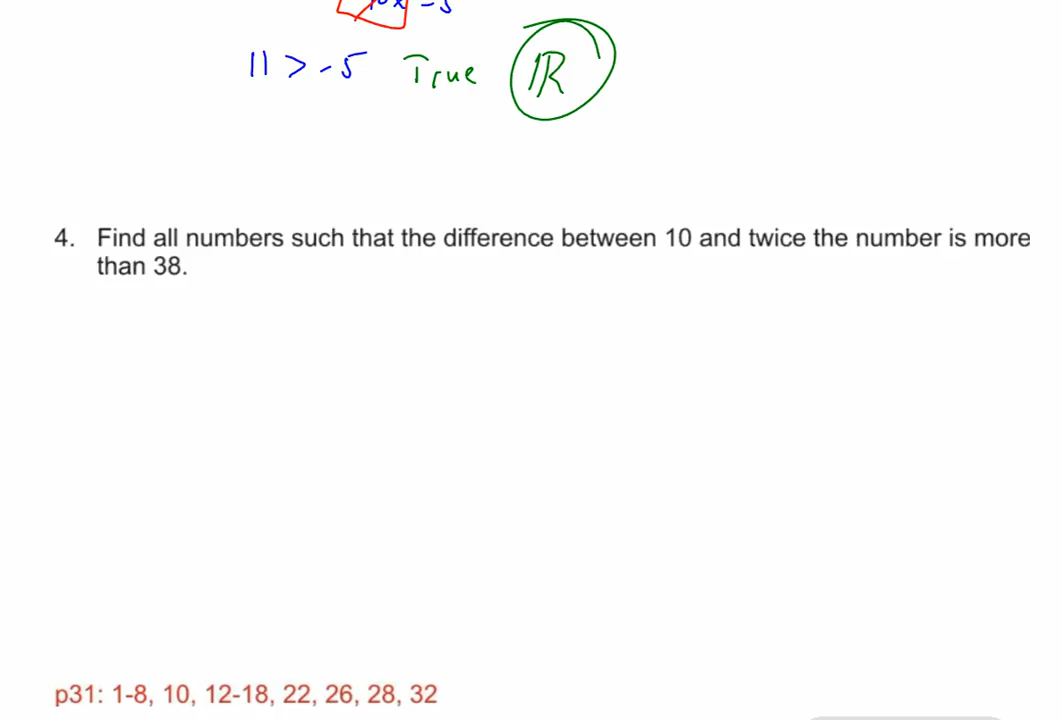 11 > -5 True ℝ
4. Find all numbers such that the difference between 10 and twice the number is more
than 38.
p31: 1-8, 10, 12-18, 22, 26, 28, 32